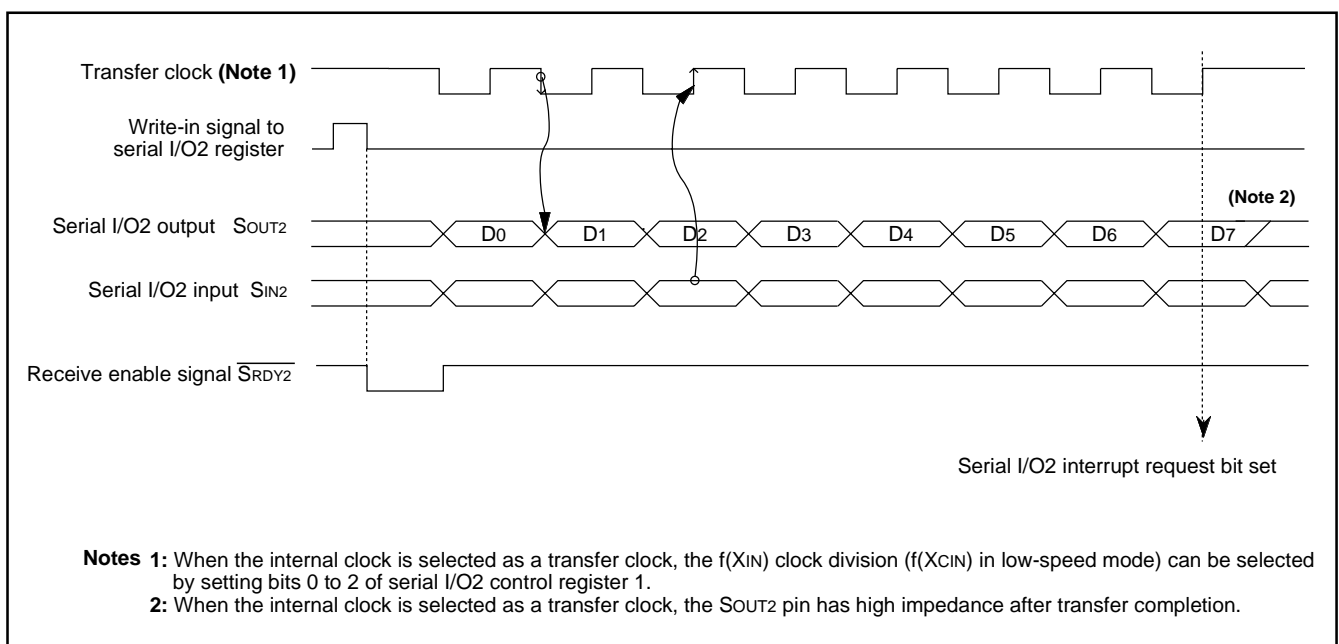 Transfer clock (Note 1)
Write-in signal to
serial I/O2 register
(Note 2)
Serial I/O2 output SOUT2
D0 D1 D2 D3 D4 D5 D6 D7
Serial I/O2 input SIN2
Receive enable signal SRDY2
Serial I/O2 interrupt request bit set
Notes 1: When the internal clock is selected as a transfer clock, the f(XIN) clock division (f(XCIN) in low-speed mode) can be selected
by setting bits 0 to 2 of serial I/O2 control register 1.
2: When the internal clock is selected as a transfer clock, the SOUT2 pin has high impedance after transfer completion.